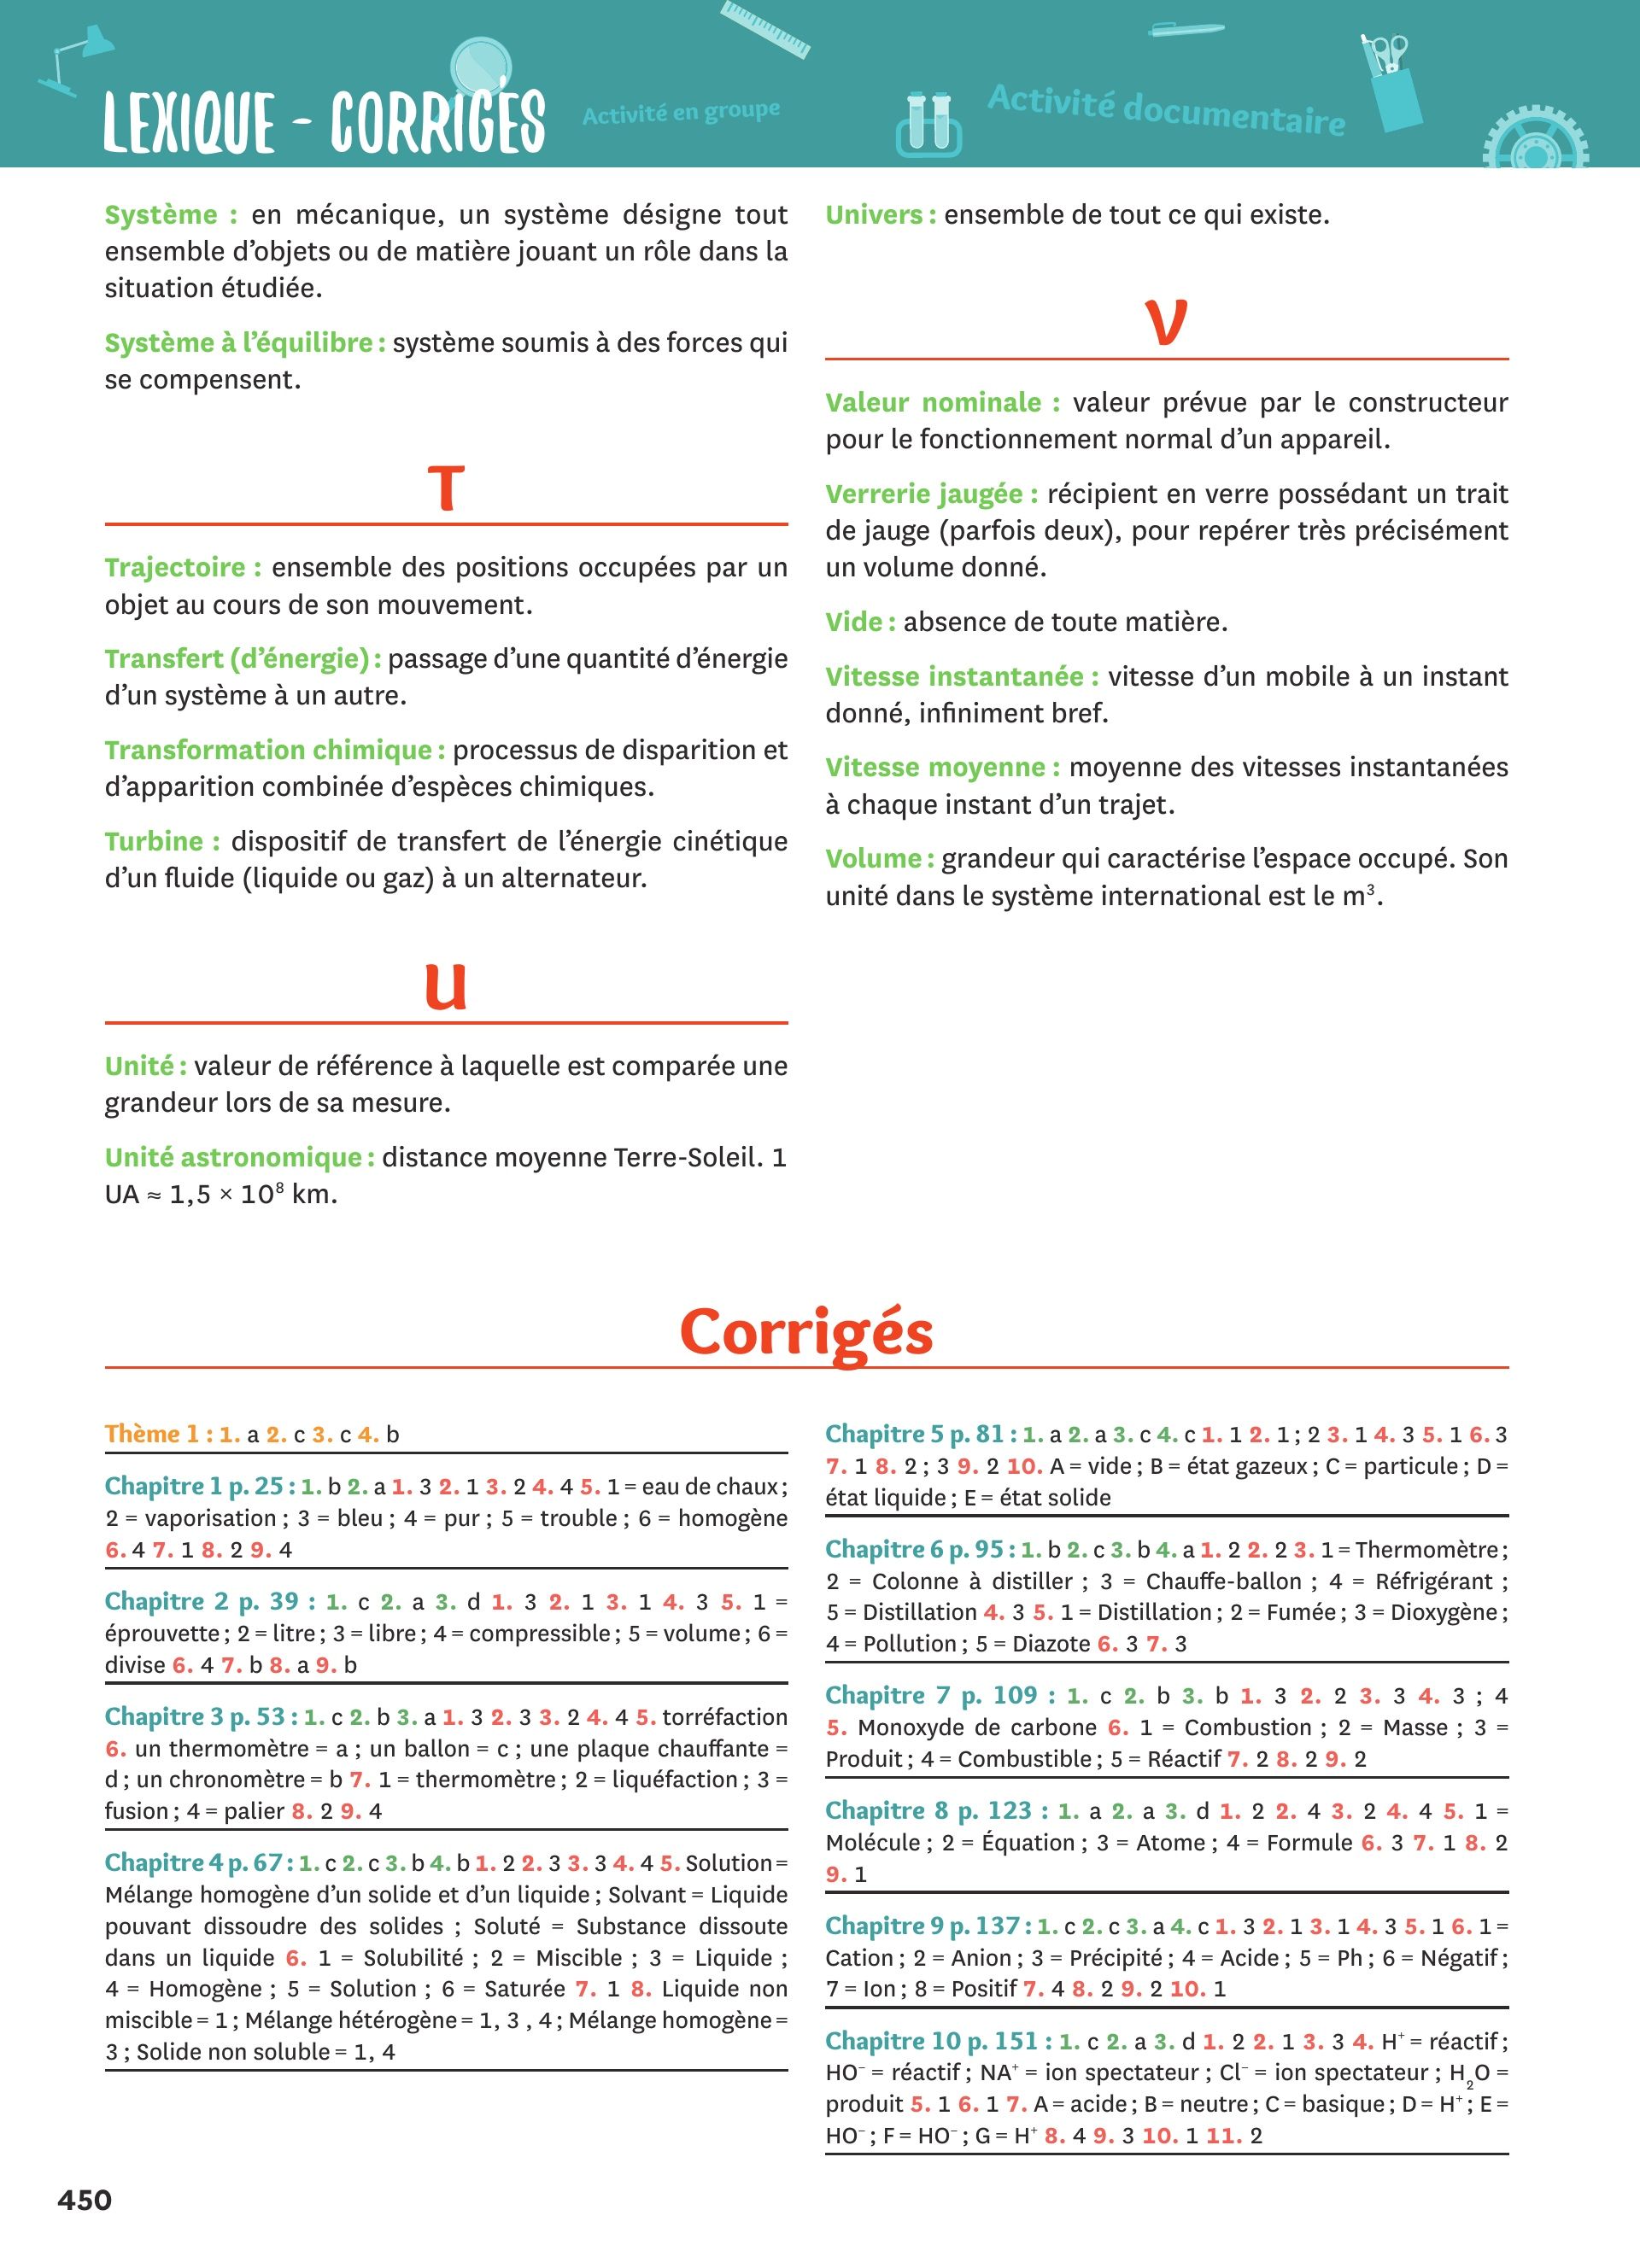 LEXIQUE - CORRIGÉS
Activité en groupe
Activité documentaire
Système : en mécanique, un système désigne tout
ensemble d’objets ou de matière jouant un rôle dans la
situation étudiée.
Système à l’équilibre : système soumis à des forces qui
se compensent.
T
Trajectoire : ensemble des positions occupées par un
objet au cours de son mouvement.
Transfert (d’énergie) : passage d’une quantité d’énergie
d’un système à un autre.
Transformation chimique : processus de disparition et
d’apparition combinée d’espèces chimiques.
Turbine : dispositif de transfert de l’énergie cinétique
d’un fluide (liquide ou gaz) à un alternateur.
U
Unité : valeur de référence à laquelle est comparée une
grandeur lors de sa mesure.
Unité astronomique : distance moyenne Terre-Soleil. 1
UA ≈ 1,5 × 10⁸ km.
Univers : ensemble de tout ce qui existe.
V
Valeur nominale : valeur prévue par le constructeur
pour le fonctionnement normal d’un appareil.
Verrerie jaugée : récipient en verre possédant un trait
de jauge (parfois deux), pour repérer très précisément
un volume donné.
Vide : absence de toute matière.
Vitesse instantanée : vitesse d’un mobile à un instant
donné, infiniment bref.
Vitesse moyenne : moyenne des vitesses instantanées
à chaque instant d’un trajet.
Volume : grandeur qui caractérise l’espace occupé. Son
unité dans le système international est le m³.
Corrigés
Thème 1 : 1. a 2. c 3. c 4. b
Chapitre 1 p. 25 : 1. b 2. a 1. 3 2. 1 3. 2 4. 4 5. 1 = eau de chaux ;
2 = vaporisation ; 3 = bleu ; 4 = pur ; 5 = trouble ; 6 = homogène
6. 4 7. 1 8. 2 9. 4
Chapitre 2 p. 39 : 1. c 2. a 3. d 1. 3 2. 1 3. 1 4. 3 5. 1 =
éprouvette ; 2 = litre ; 3 = libre ; 4 = compressible ; 5 = volume ; 6 =
divise 6. 4 7. b 8. a 9. b
Chapitre 3 p. 53 : 1. c 2. b 3. a 1. 3 2. 3 3. 2 4. 4 5. torréfaction
6. un thermomètre = a ; un ballon = c ; une plaque chauffante =
d ; un chronomètre = b 7. 1 = thermomètre ; 2 = liquéfaction ; 3 =
fusion ; 4 = palier 8. 2 9. 4
Chapitre 4 p. 67 : 1. c 2. c 3. b 4. b 1. 2 2. 3 3. 3 4. 4 5. Solution =
Mélange homogène d’un solide et d’un liquide ; Solvant = Liquide
pouvant dissoudre des solides ; Soluté = Substance dissoute
dans un liquide 6. 1 = Solubilité ; 2 = Miscible ; 3 = Liquide ;
4 = Homogène ; 5 = Solution ; 6 = Saturée 7. 1 8. Liquide non
miscible = 1 ; Mélange hétérogène = 1, 3 , 4 ; Mélange homogène =
3 ; Solide non soluble = 1, 4
Chapitre 5 p. 81 : 1. a 2. a 3. c 4. c 1. 1 2. 1 ; 2 3. 1 4. 3 5. 1 6. 3
7. 1 8. 2 ; 3 9. 2 10. A = vide ; B = état gazeux ; C = particule ; D =
état liquide ; E = état solide
Chapitre 6 p. 95 : 1. b 2. c 3. b 4. a 1. 2 2. 2 3. 1 = Thermomètre ;
2 = Colonne à distiller ; 3 = Chauffe-ballon ; 4 = Réfrigérant ;
5 = Distillation 4. 3 5. 1 = Distillation ; 2 = Fumée ; 3 = Dioxygène ;
4 = Pollution ; 5 = Diazote 6. 3 7. 3
Chapitre 7 p. 109 : 1. c 2. b 3. b 1. 3 2. 2 3. 3 4. 3 ; 4
5. Monoxyde de carbone 6. 1 = Combustion ; 2 = Masse ; 3 =
Produit ; 4 = Combustible ; 5 = Réactif 7. 2 8. 2 9. 2
Chapitre 8 p. 123 : 1. a 2. a 3. d 1. 2 2. 4 3. 2 4. 4 5. 1 =
Molécule ; 2 = Équation ; 3 = Atome ; 4 = Formule 6. 3 7. 1 8. 2
9. 1
Chapitre 9 p. 137 : 1. c 2. c 3. a 4. c 1. 3 2. 1 3. 1 4. 3 5. 1 6. 1 =
Cation ; 2 = Anion ; 3 = Précipité ; 4 = Acide ; 5 = Ph ; 6 = Négatif ;
7 = Ion ; 8 = Positif 7. 4 8. 2 9. 2 10. 1
Chapitre 10 p. 151 : 1. c 2. a 3. d 1. 2 2. 1 3. 3 4. H⁺ = réactif ;
HO⁻ = réactif ; NA⁺ = ion spectateur ; Cl⁻ = ion spectateur ; H₂O =
produit 5. 1 6. 1 7. A = acide ; B = neutre ; C = basique ; D = H⁺ ; E =
HO⁻ ; F = HO⁻ ; G = H⁺ 8. 4 9. 3 10. 1 11. 2
450